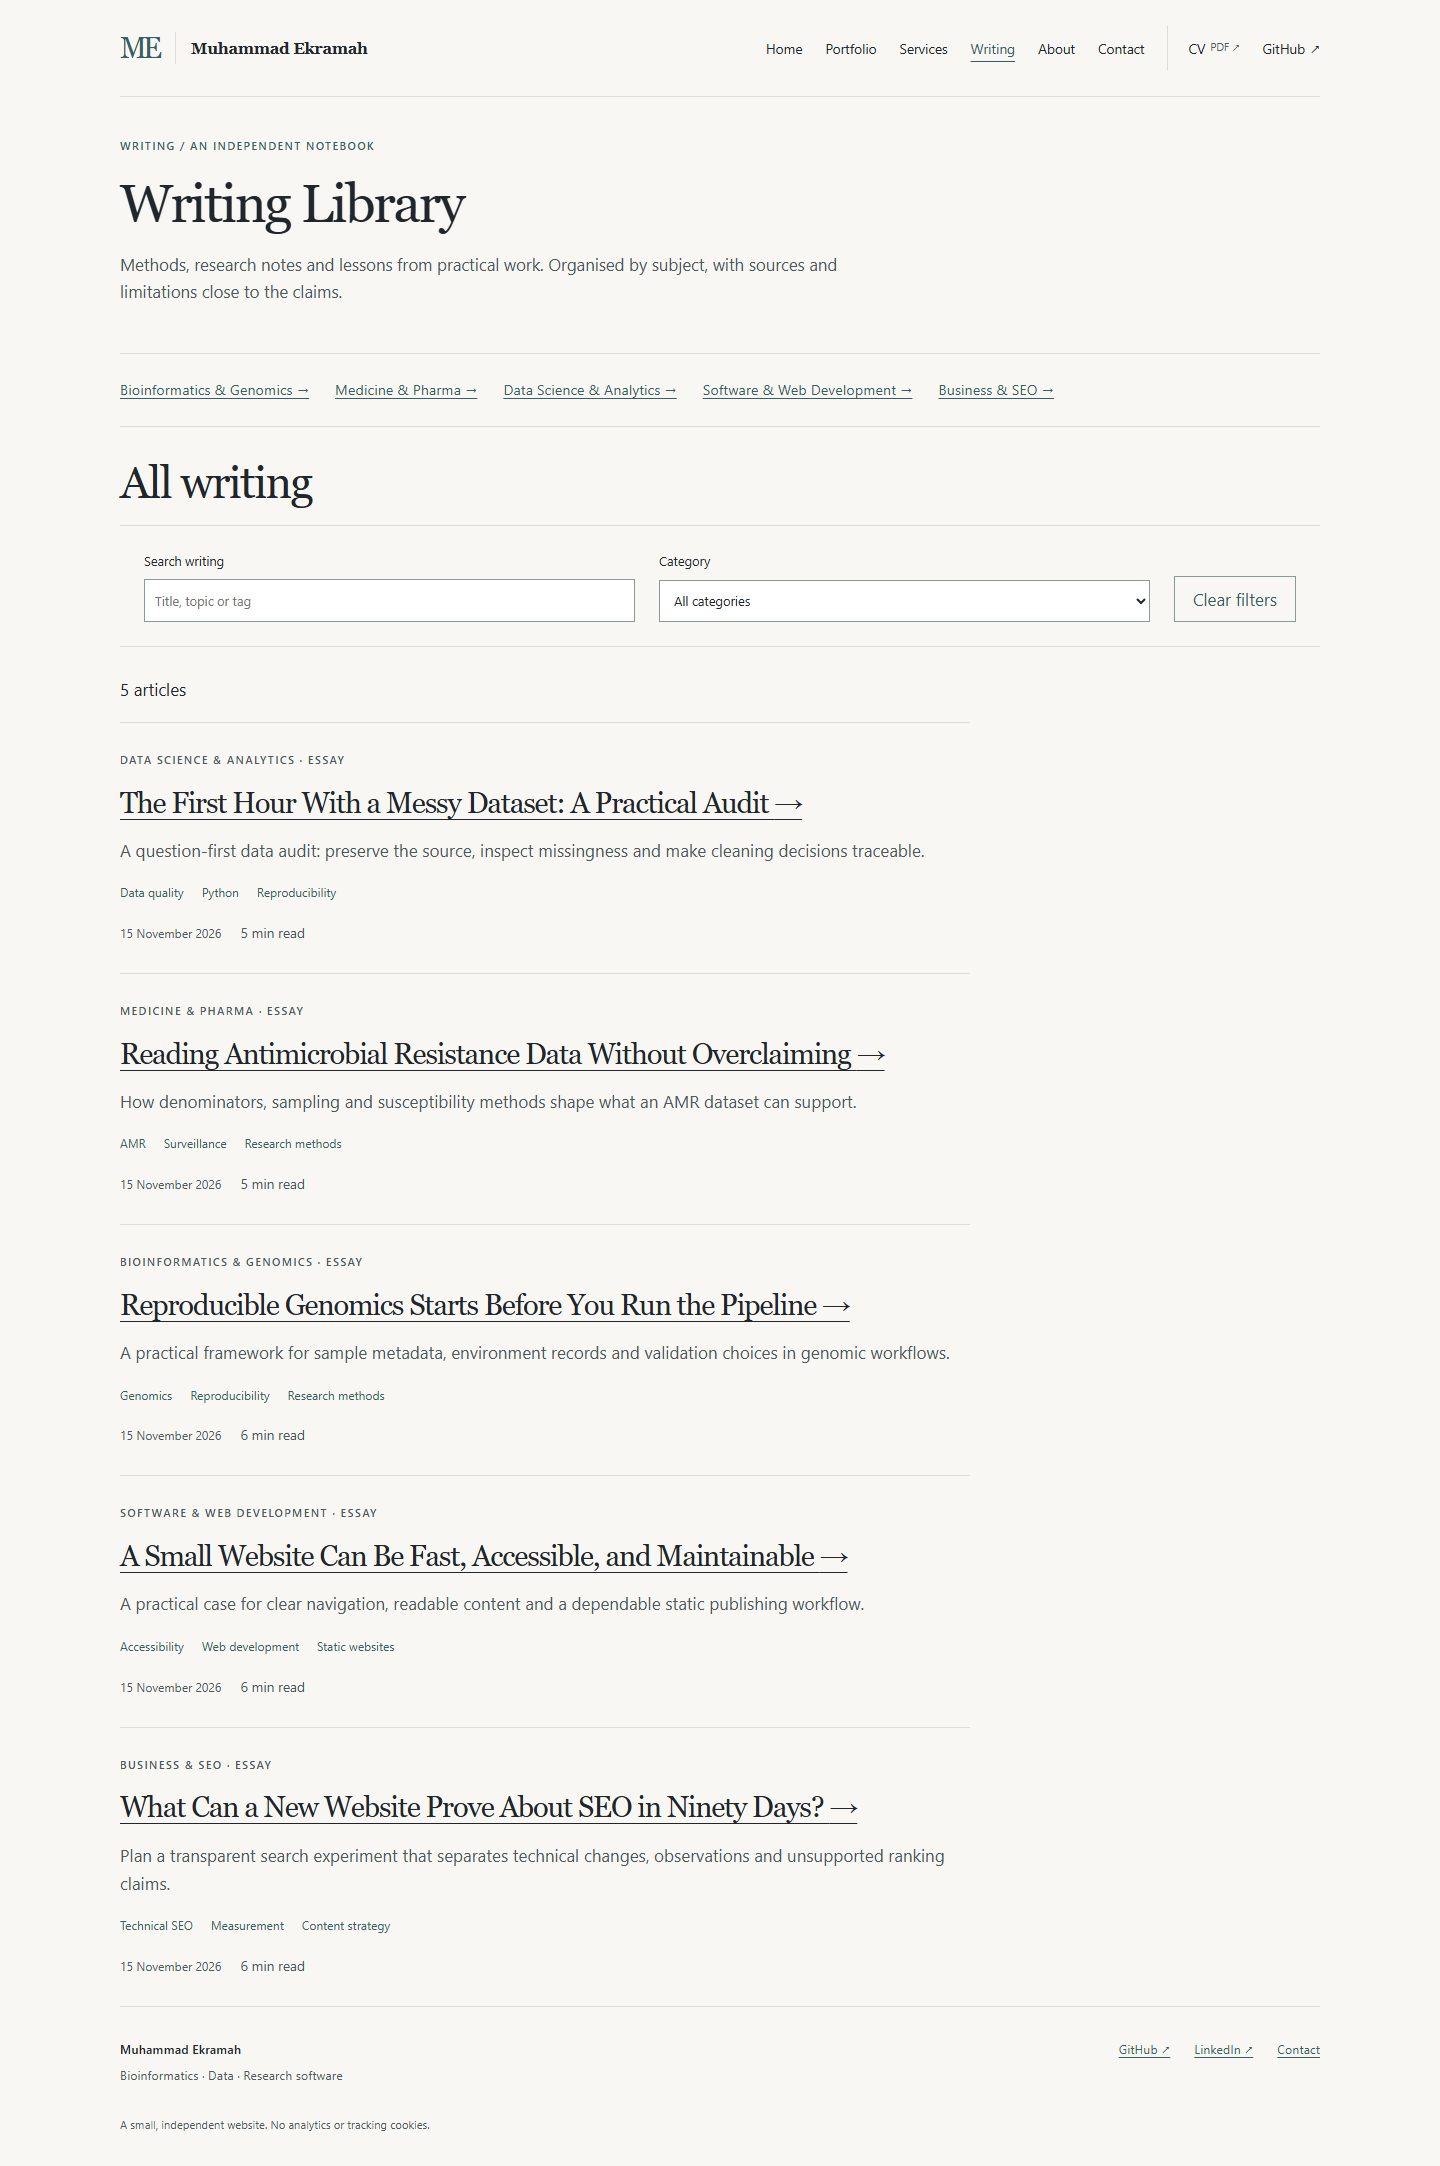 ME
Muhammad Ekramah
Home Portfolio Services Writing About Contact CV PDF ↗ GitHub ↗
WRITING / AN INDEPENDENT NOTEBOOK
Writing Library
Methods, research notes and lessons from practical work. Organised by subject, with sources and
limitations close to the claims.
Bioinformatics & Genomics → Medicine & Pharma → Data Science & Analytics → Software & Web Development → Business & SEO →
All writing
Search writing Category
Title, topic or tag All categories Clear filters
5 articles
DATA SCIENCE & ANALYTICS · ESSAY
The First Hour With a Messy Dataset: A Practical Audit →
A question-first data audit: preserve the source, inspect missingness and make cleaning decisions traceable.
Data quality Python Reproducibility
15 November 2026 5 min read
MEDICINE & PHARMA · ESSAY
Reading Antimicrobial Resistance Data Without Overclaiming →
How denominators, sampling and susceptibility methods shape what an AMR dataset can support.
AMR Surveillance Research methods
15 November 2026 5 min read
BIOINFORMATICS & GENOMICS · ESSAY
Reproducible Genomics Starts Before You Run the Pipeline →
A practical framework for sample metadata, environment records and validation choices in genomic workflows.
Genomics Reproducibility Research methods
15 November 2026 6 min read
SOFTWARE & WEB DEVELOPMENT · ESSAY
A Small Website Can Be Fast, Accessible, and Maintainable →
A practical case for clear navigation, readable content and a dependable static publishing workflow.
Accessibility Web development Static websites
15 November 2026 6 min read
BUSINESS & SEO · ESSAY
What Can a New Website Prove About SEO in Ninety Days? →
Plan a transparent search experiment that separates technical changes, observations and unsupported ranking
claims.
Technical SEO Measurement Content strategy
15 November 2026 6 min read
Muhammad Ekramah GitHub ↗ LinkedIn ↗ Contact
Bioinformatics · Data · Research software
A small, independent website. No analytics or tracking cookies.